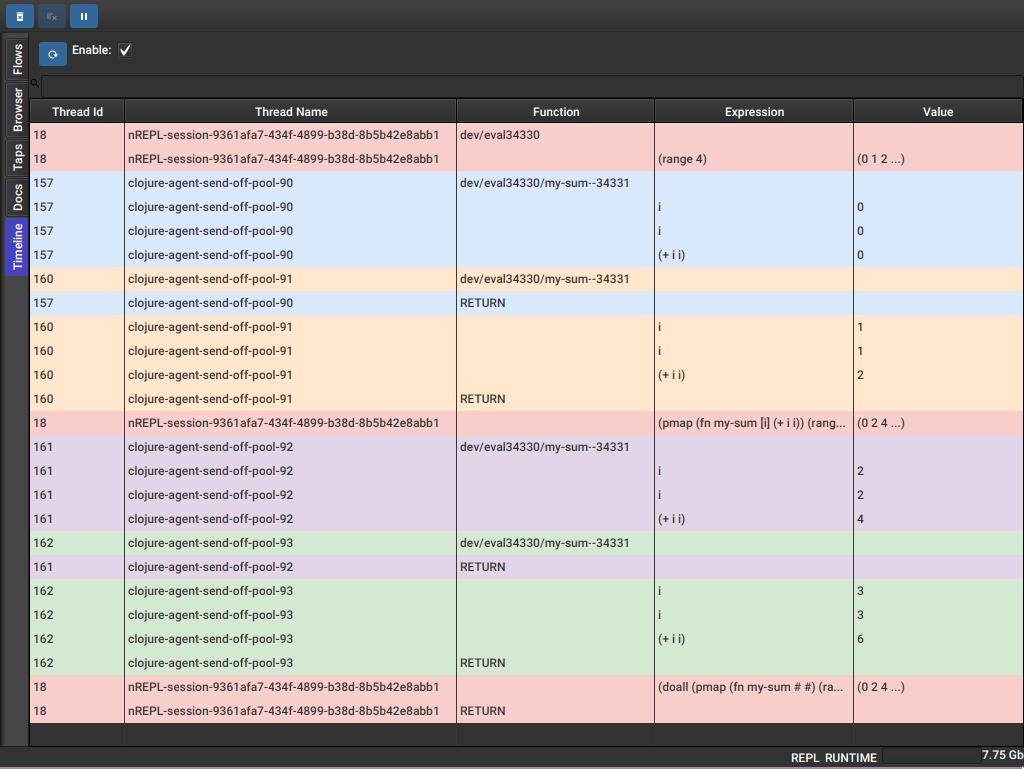 Enable:
Flows
Browser
Taps
Docs
Timeline
Thread Id Thread Name Function Expression Value
18 nREPL-session-9361afa7-434f-4899-b38d-8b5b42e8abb1 dev/eval34330
18 nREPL-session-9361afa7-434f-4899-b38d-8b5b42e8abb1 (range 4) (0 1 2 ...)
157 clojure-agent-send-off-pool-90 dev/eval34330/my-sum--34331
157 clojure-agent-send-off-pool-90 i 0
157 clojure-agent-send-off-pool-90 i 0
157 clojure-agent-send-off-pool-90 (+ i i) 0
160 clojure-agent-send-off-pool-91 dev/eval34330/my-sum--34331
157 clojure-agent-send-off-pool-90 RETURN
160 clojure-agent-send-off-pool-91 i 1
160 clojure-agent-send-off-pool-91 i 1
160 clojure-agent-send-off-pool-91 (+ i i) 2
160 clojure-agent-send-off-pool-91 RETURN
18 nREPL-session-9361afa7-434f-4899-b38d-8b5b42e8abb1 (pmap (fn my-sum [i] (+ i i)) (rang... (0 2 4 ...)
161 clojure-agent-send-off-pool-92 dev/eval34330/my-sum--34331
161 clojure-agent-send-off-pool-92 i 2
161 clojure-agent-send-off-pool-92 i 2
161 clojure-agent-send-off-pool-92 (+ i i) 4
162 clojure-agent-send-off-pool-93 dev/eval34330/my-sum--34331
161 clojure-agent-send-off-pool-92 RETURN
162 clojure-agent-send-off-pool-93 i 3
162 clojure-agent-send-off-pool-93 i 3
162 clojure-agent-send-off-pool-93 (+ i i) 6
162 clojure-agent-send-off-pool-93 RETURN
18 nREPL-session-9361afa7-434f-4899-b38d-8b5b42e8abb1 (doall (pmap (fn my-sum # #) (ra... (0 2 4 ...)
18 nREPL-session-9361afa7-434f-4899-b38d-8b5b42e8abb1 RETURN
REPL RUNTIME 7.75 Gb